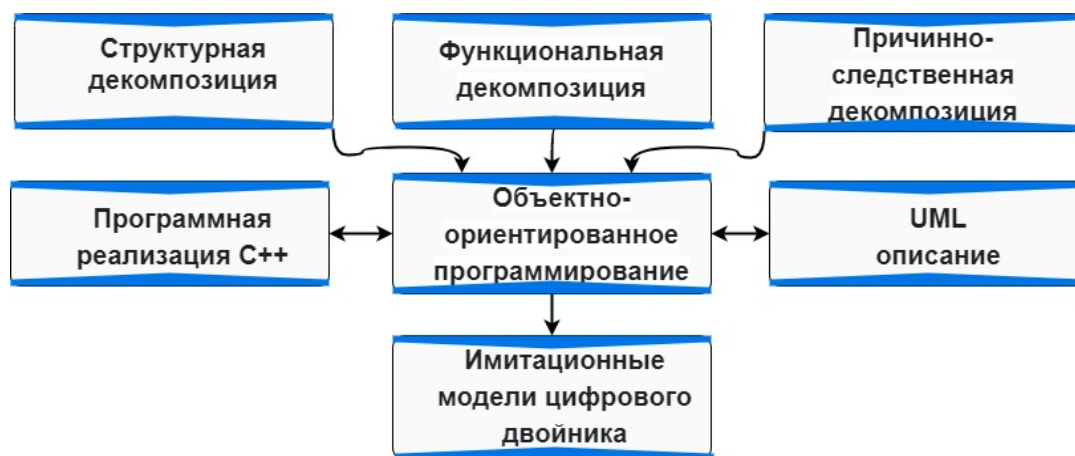 Структурная
декомпозиция
Функциональная
декомпозиция
Причинно-
следственная
декомпозиция
Программная
реализация C++
Объектно-
ориентированное
программирование
UML
описание
Имитационные
модели цифрового
двойника